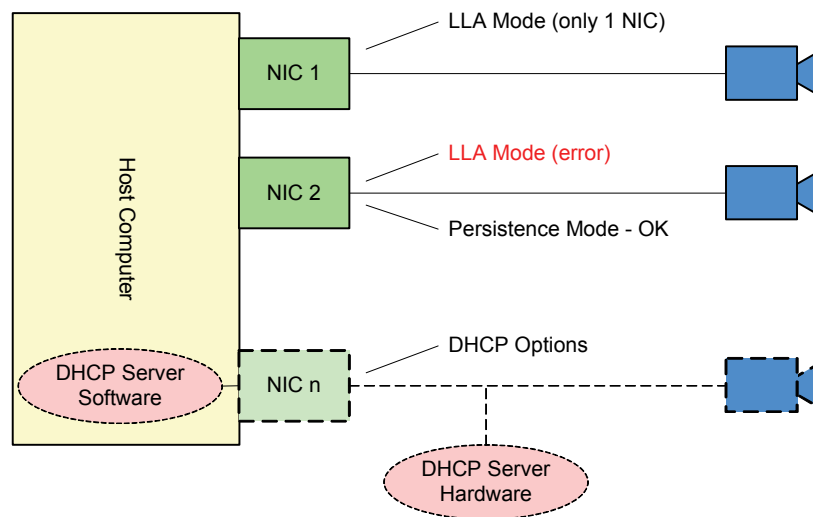 LLA Mode (only 1 NIC)
NIC 1
Host Computer
LLA Mode (error)
NIC 2
Persistence Mode - OK
DHCP Options
DHCP Server
Software
NIC n
DHCP Server
Hardware